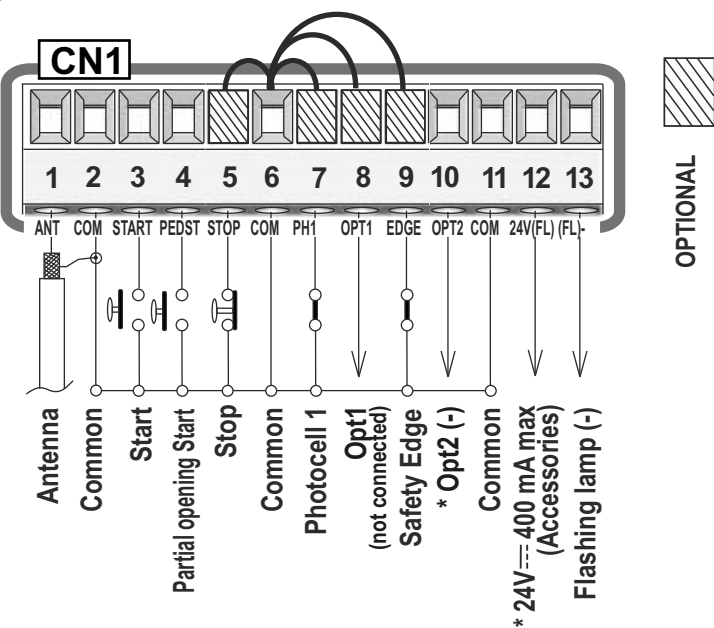 CN1
1 2 3 4 5 6 7 8 9 10 11 12 13
ANT COM START PEDST STOP COM PH1 OPT1 EDGE OPT2 COM 24V(FL) (FL)-
OPTIONAL
Antenna
Common
Start
Partial opening Start
Stop
Common
Photocell 1
Opt1
(not connected)
Safety Edge
* Opt2 (-)
Common
* 24V⎓ 400 mA max
(Accessories)
Flashing lamp (-)